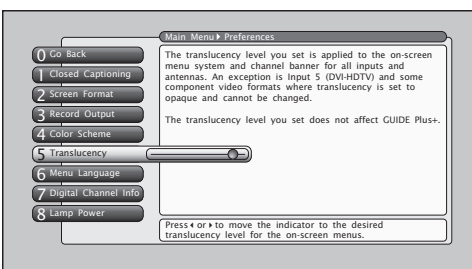 Main Menu ▸ Preferences
0 Go Back
1 Closed Captioning
2 Screen Format
3 Record Output
4 Color Scheme
5 Translucency
6 Menu Language
7 Digital Channel Info
8 Lamp Power
The translucency level you set is applied to the on-screen
menu system and channel banner for all inputs and
antennas. An exception is Input 5 (DVI-HDTV) and some
component video formats where translucency is set to
opaque and cannot be changed.
The translucency level you set does not affect GUIDE Plus+.
Press ◂ or ▸ to move the indicator to the desired
translucency level for the on-screen menus.